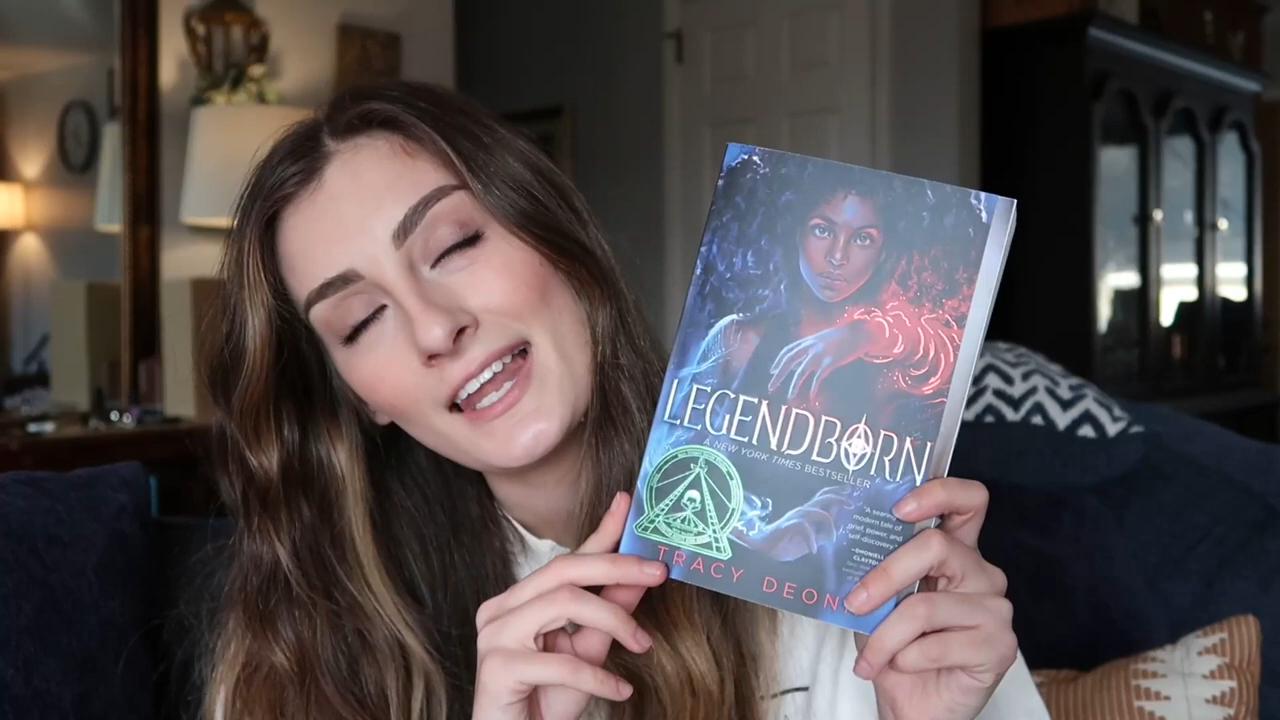 LEGENDBORN
A NEW YORK TIMES BESTSELLER
"A searing
modern tale of
grief, power, and
self-discovery."
TRACY DEON